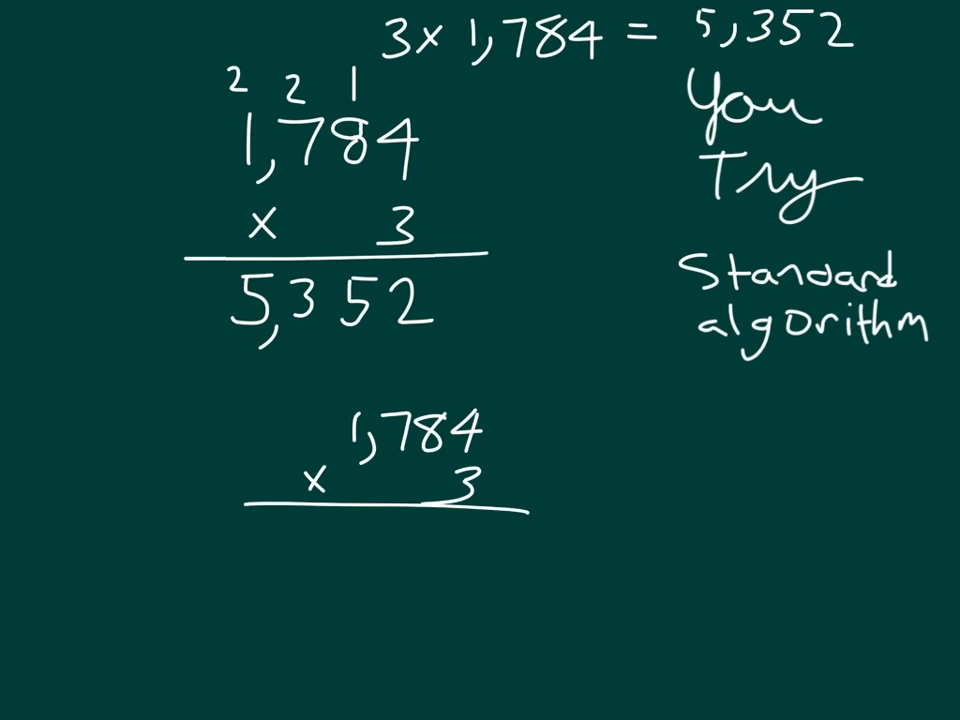 3 × 1,784 = 5,352
You
Try
Standard
algorithm
2 2 1
1,784
× 3
5,352
1,784
× 3